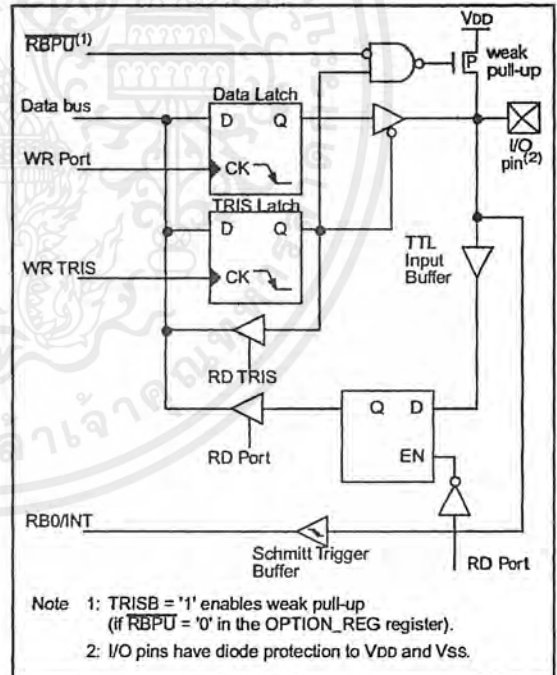 VDD
RBPU(1)
P
weak
pull-up
Data Latch
Data bus
D Q
I/O
pin(2)
WR Port
CK
TRIS Latch
D Q
TTL
Input
Buffer
WR TRIS
CK
RD TRIS
Q D
RD Port
EN
RB0/INT
Schmitt Trigger
Buffer
RD Port
Note 1: TRISB = '1' enables weak pull-up
(if RBPU = '0' in the OPTION_REG register).
2: I/O pins have diode protection to VDD and VSS.